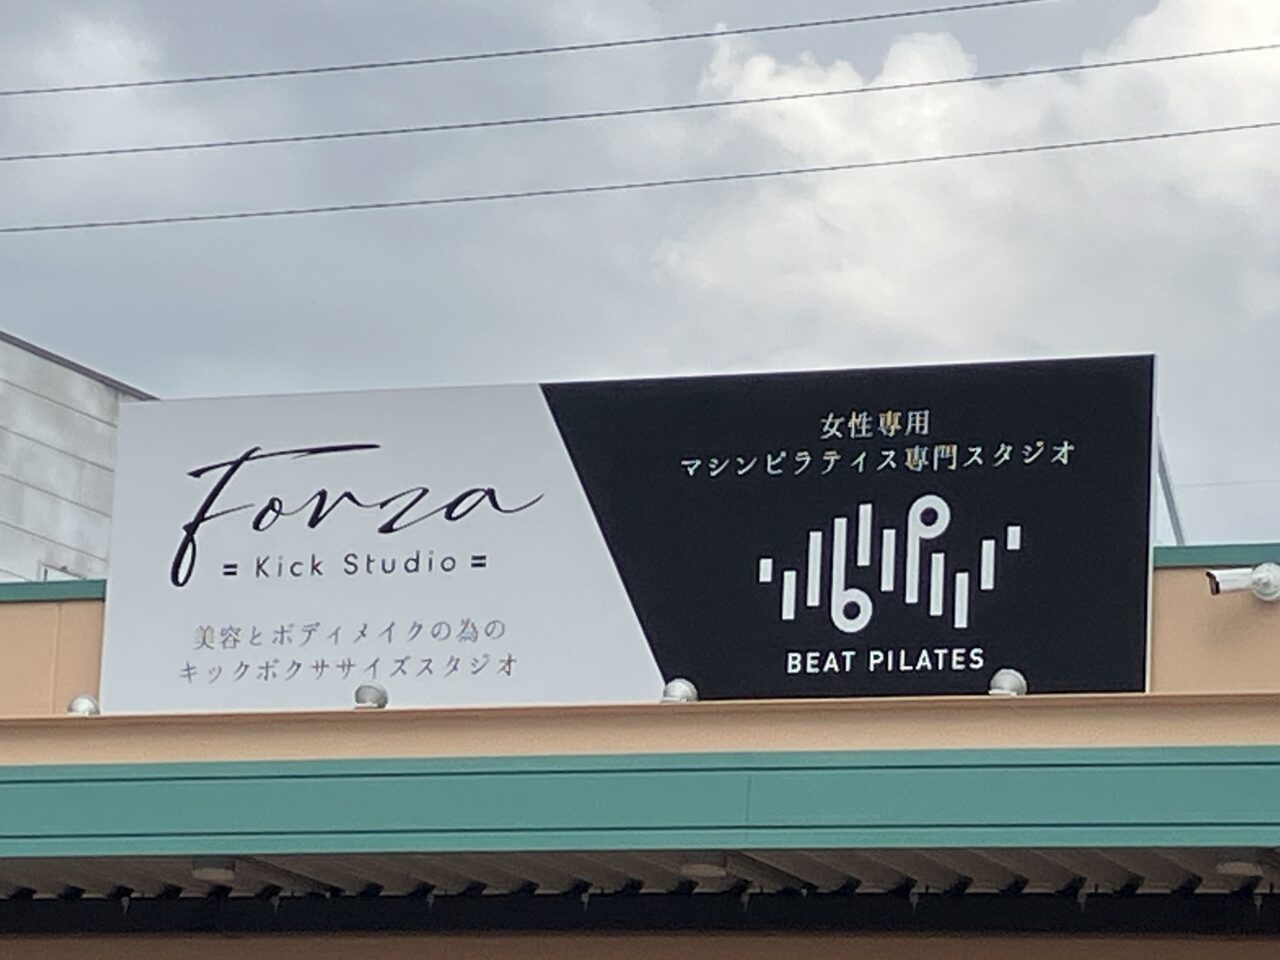 Forza
= Kick Studio =
美容とボディメイクの為の
キックボクササイズスタジオ
女性専用
マシンピラティス専門スタジオ
BEAT PILATES